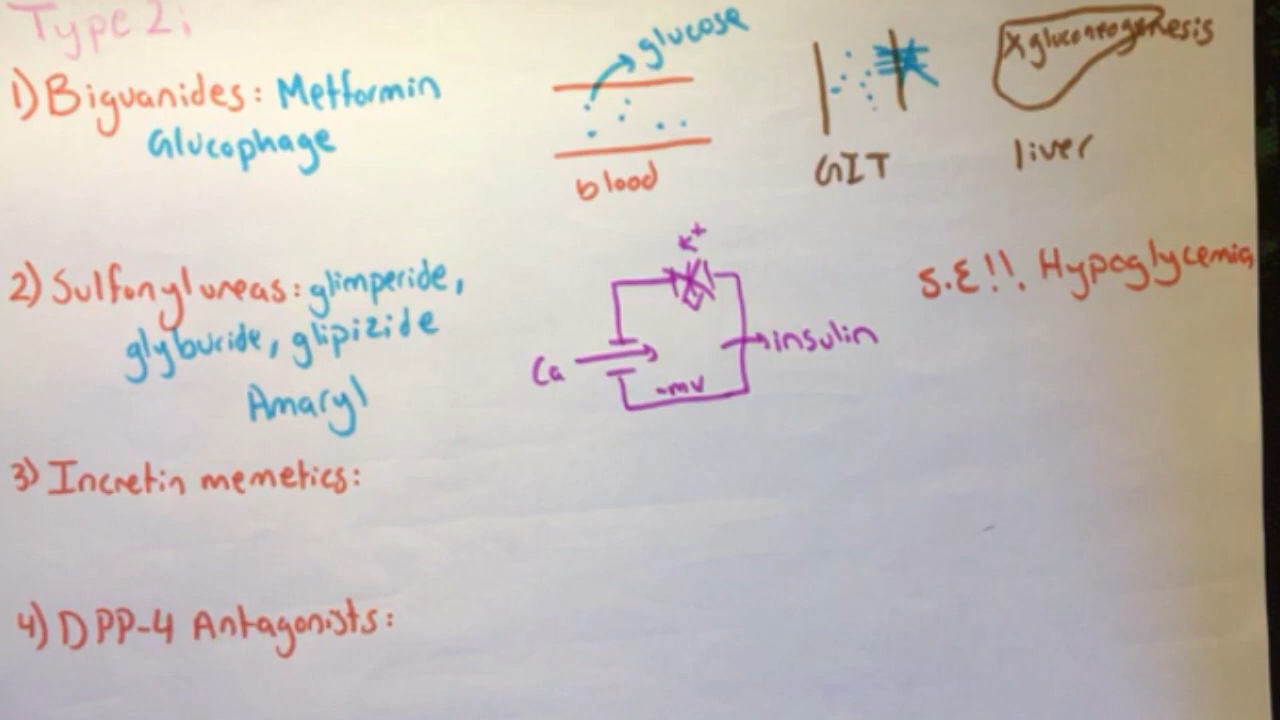 Type 2:
1) Biguanides: Metformin
Glucophage
glucose
blood
GIT
x gluconeogenesis
liver
2) Sulfonylureas: glimperide,
glyburide, glipizide
Amaryl
K+
Ca
insulin
-mv
S.E!!. Hypoglycemia
3) Incretin memetics:
4) DPP-4 Antagonists: